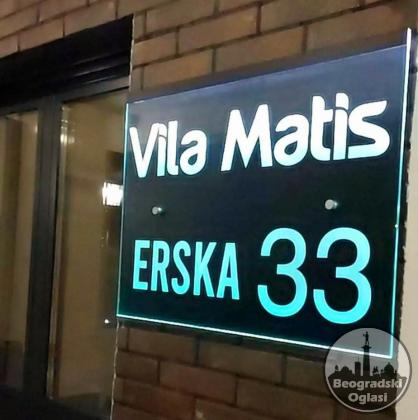 Vila Matis
ERSKA 33
Beogradski
Oglasi